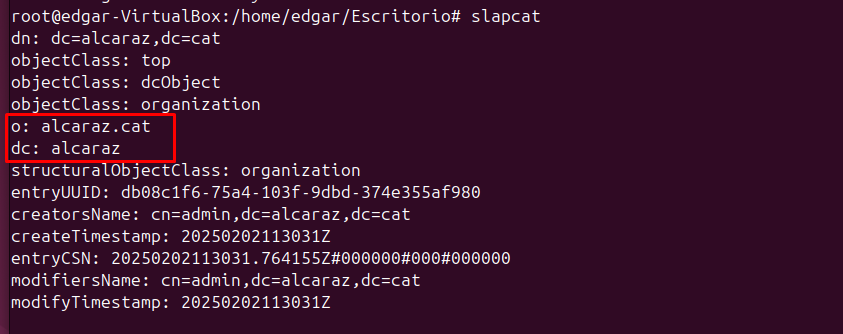 root@edgar-VirtualBox:/home/edgar/Escritorio# slapcat
dn: dc=alcaraz,dc=cat
objectClass: top
objectClass: dcObject
objectClass: organization
o: alcaraz.cat
dc: alcaraz
structuralObjectClass: organization
entryUUID: db08c1f6-75a4-103f-9dbd-374e355af980
creatorsName: cn=admin,dc=alcaraz,dc=cat
createTimestamp: 20250202113031Z
entryCSN: 20250202113031.764155Z#000000#000#000000
modifiersName: cn=admin,dc=alcaraz,dc=cat
modifyTimestamp: 20250202113031Z